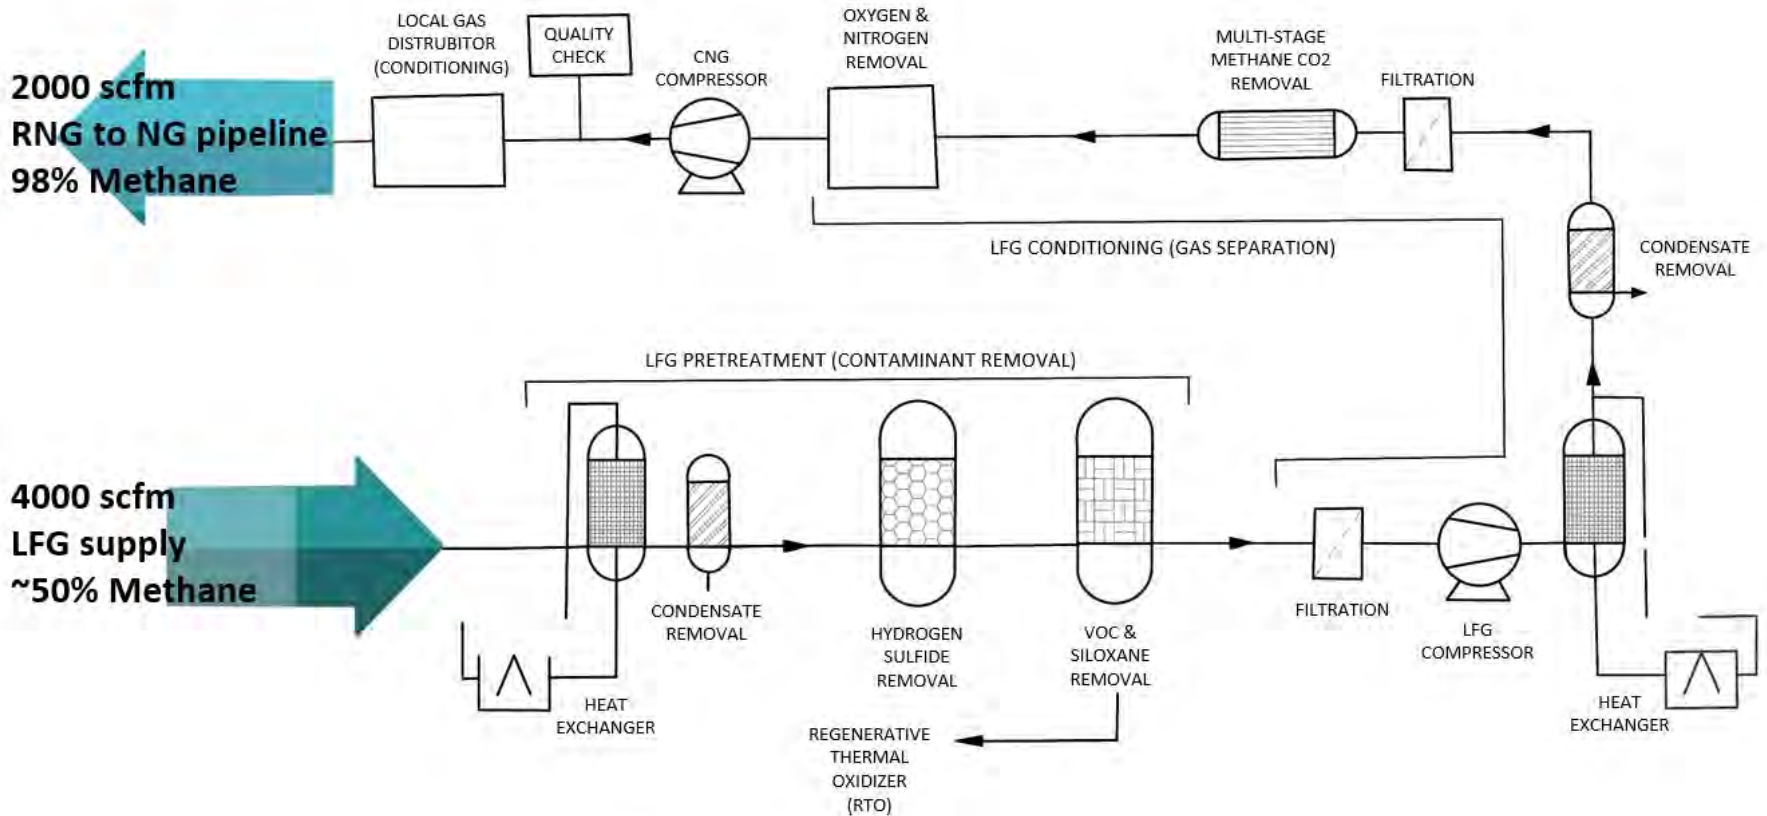 LOCAL GAS
DISTRUBITOR
(CONDITIONING)
QUALITY
CHECK
CNG
COMPRESSOR
OXYGEN &
NITROGEN
REMOVAL
MULTI-STAGE
METHANE CO2
REMOVAL
FILTRATION
2000 scfm
RNG to NG pipeline
98% Methane
LFG CONDITIONING (GAS SEPARATION)
CONDENSATE
REMOVAL
LFG PRETREATMENT (CONTAMINANT REMOVAL)
4000 scfm
LFG supply
~50% Methane
HEAT
EXCHANGER
CONDENSATE
REMOVAL
HYDROGEN
SULFIDE
REMOVAL
VOC &
SILOXANE
REMOVAL
REGENERATIVE
THERMAL
OXIDIZER
(RTO)
FILTRATION
LFG
COMPRESSOR
HEAT
EXCHANGER